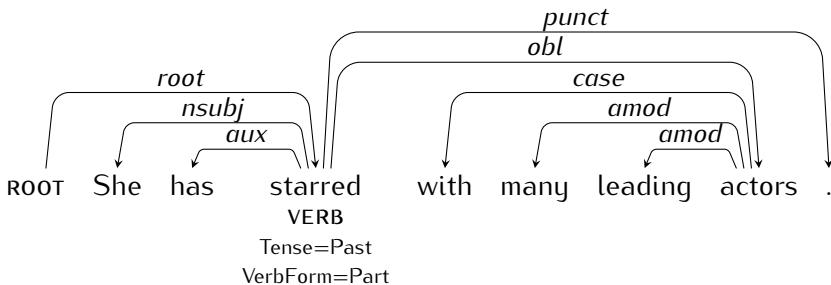 punct
obl
root case
nsubj amod
aux amod
ROOT She has starred with many leading actors .
VERB
Tense=Past
VerbForm=Part